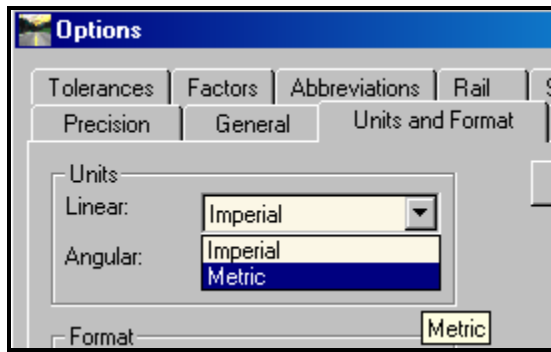 Options
Tolerances Factors Abbreviations Rail
Precision General Units and Format
Units
Linear: Imperial
Angular: Imperial
Metric
Metric
Format